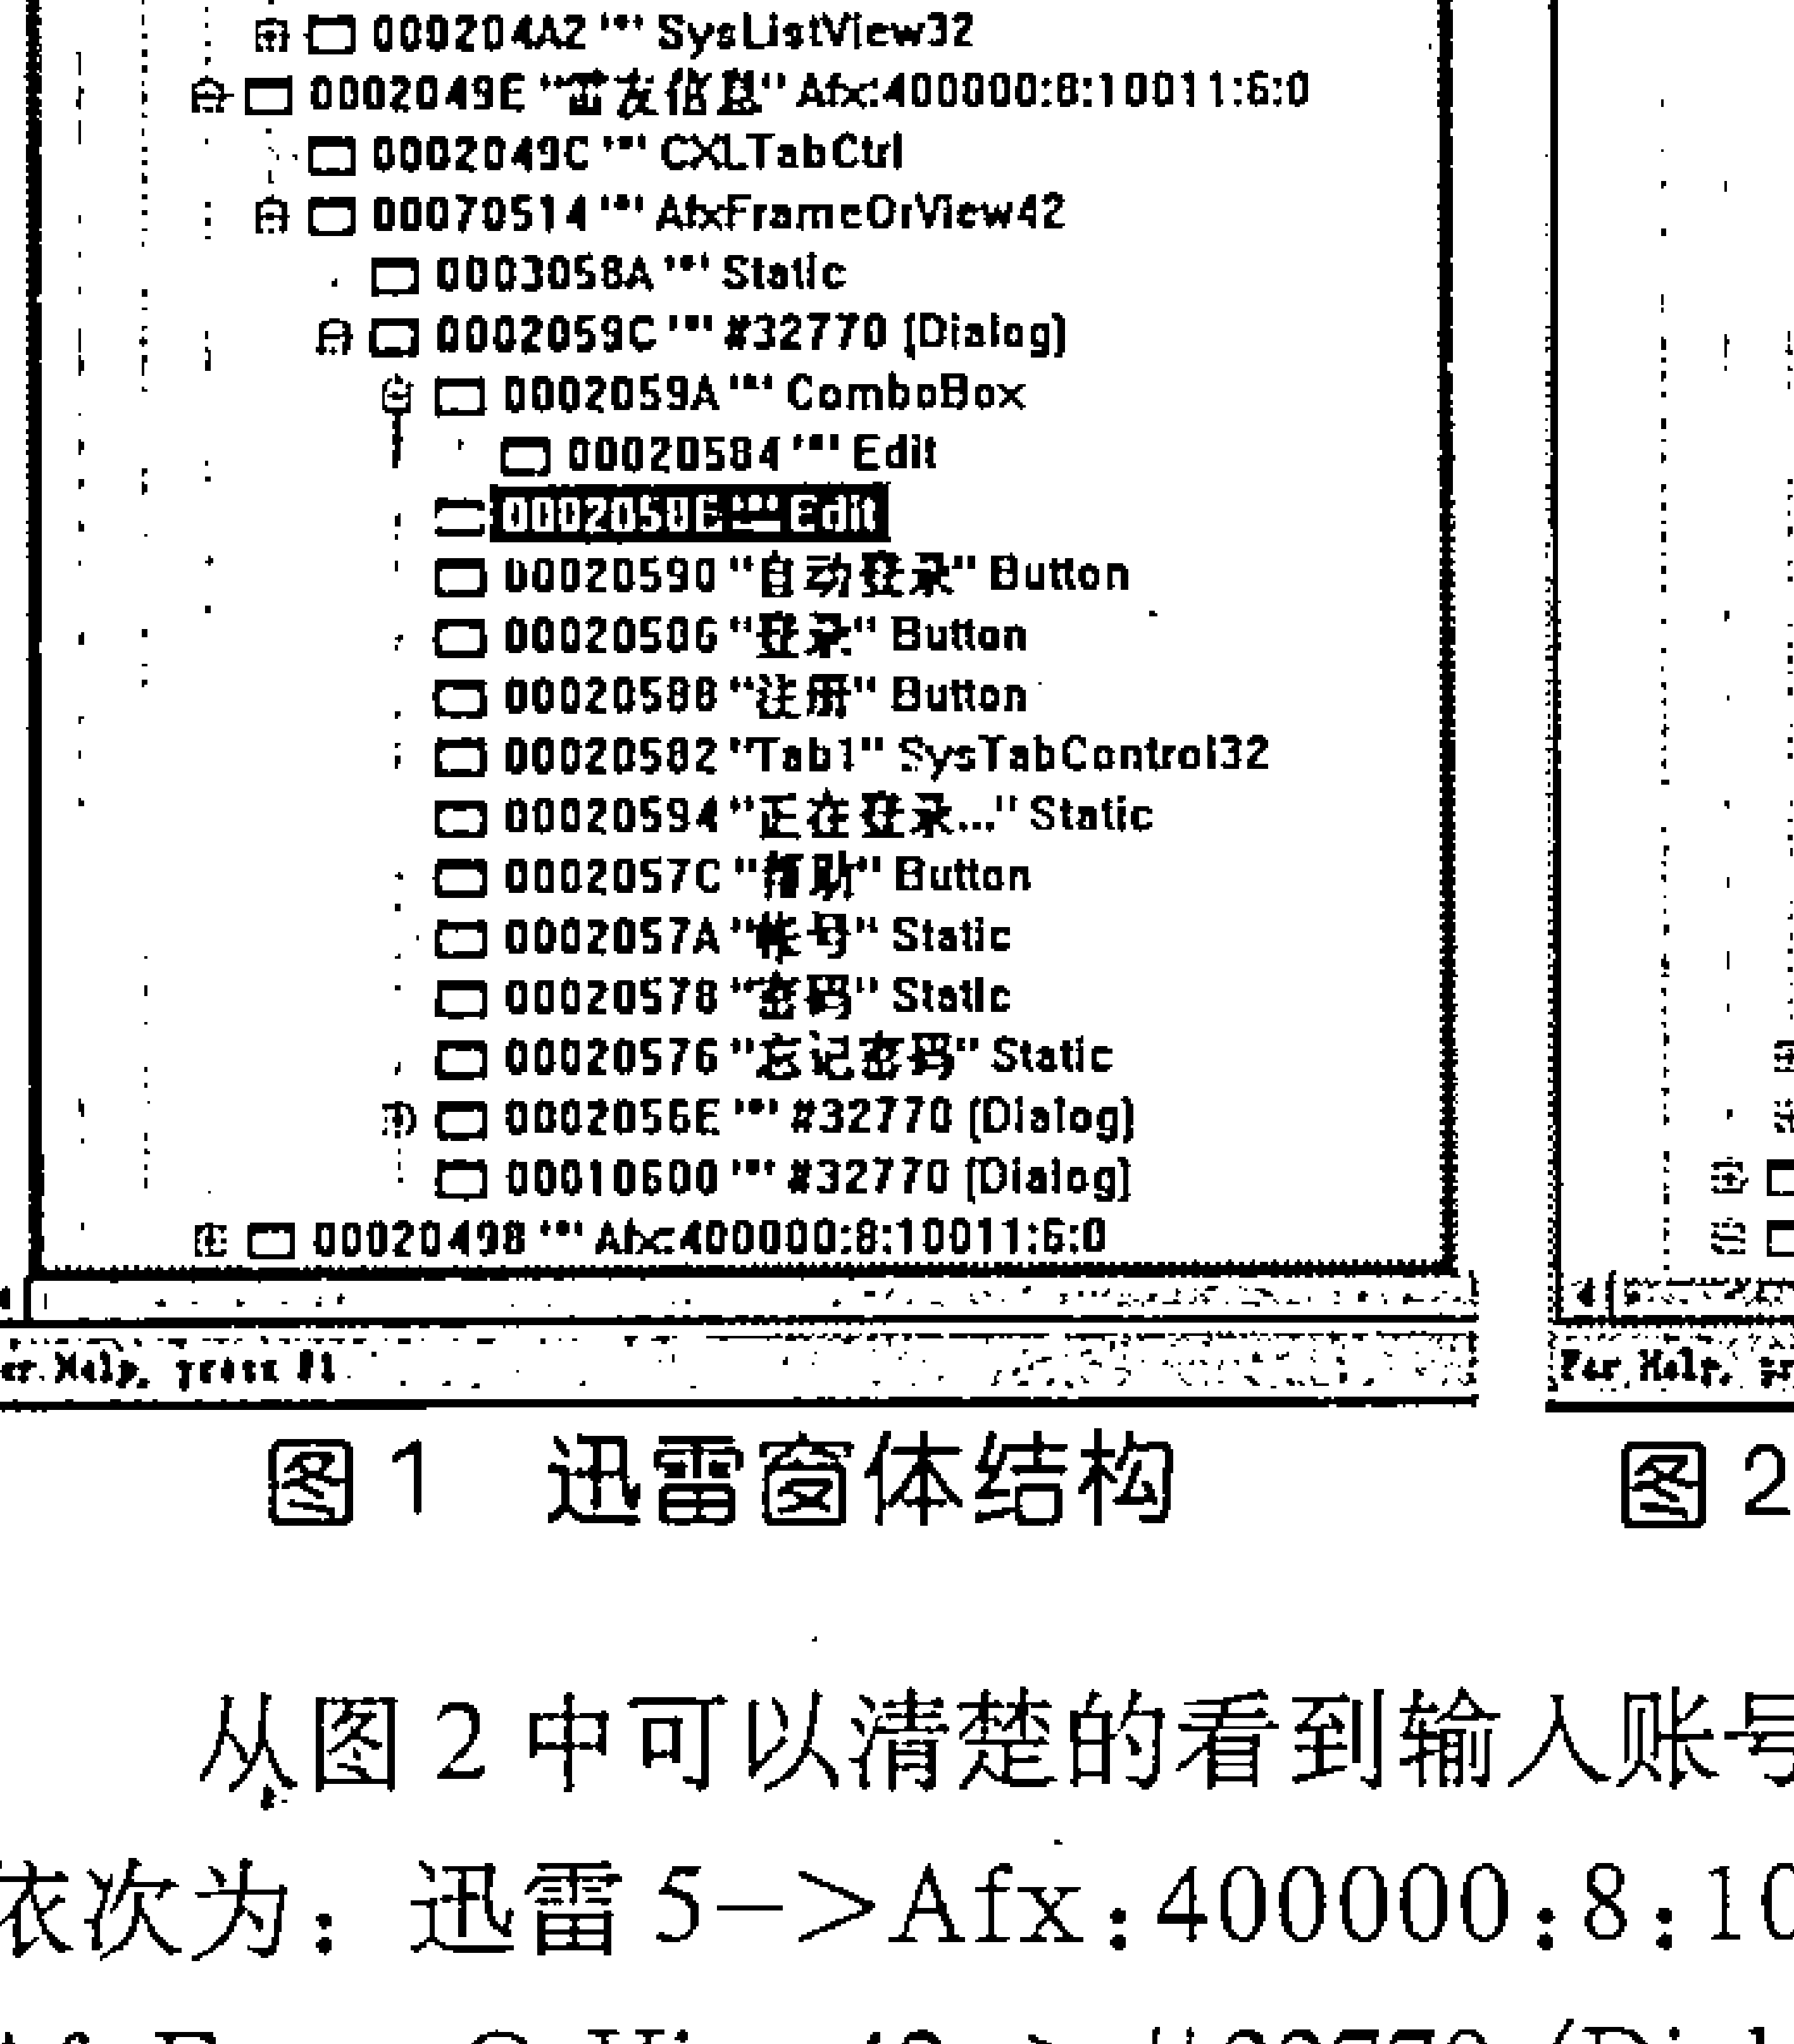 000204A2 "" SysListView32
0002049E "雷友信息" Afx:400000:8:10011:6:0
0002049C "" CXLTabCtrl
00070514 "" AfxFrameOrView42
0003058A "" Static
0002059C "" #32770 (Dialog)
0002059A "" ComboBox
00020584 "" Edit
"" Edit
00020590 "自动登录" Button
"登录" Button
"注册" Button
00020582 "Tab1" SysTabControl32
00020594 "正在登录..." Static
0002057C "帮助" Button
0002057A "帐号" Static
00020578 "密码" Static
00020576 "忘记密码" Static
0002056E "" #32770 (Dialog)
00010600 "" #32770 (Dialog)
00020498 "" Afx:400000:8:10011:6:0
Help, press F1
For Help, pr
图 1 迅雷窗体结构
图 2
从图 2 中可以清楚的看到输入账号
依次为：迅雷 5->Afx:400000:8:10